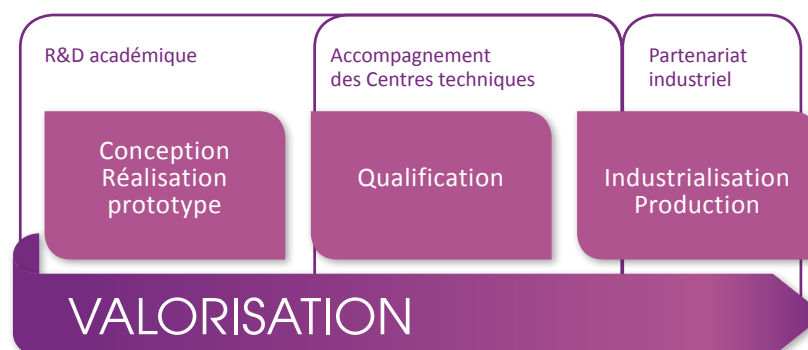 R&D académique
Accompagnement
des Centres techniques
Partenariat
industriel
Conception
Réalisation
prototype
Qualification
Industrialisation
Production
VALORISATION